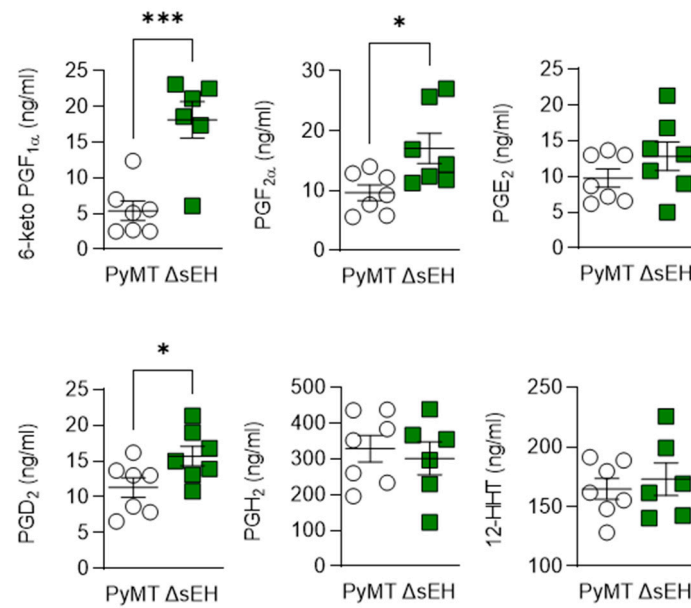 ***
6-keto PGF1α (ng/ml)
25
20
15
10
5
0
PyMT ΔsEH
*
PGF2α (ng/ml)
30
20
10
0
PyMT ΔsEH
PGE2 (ng/ml)
25
20
15
10
5
0
PyMT ΔsEH
*
PGD2 (ng/ml)
25
20
15
10
5
0
PyMT ΔsEH
PGH2 (ng/ml)
500
400
300
200
100
0
PyMT ΔsEH
12-HHT (ng/ml)
250
200
150
100
PyMT ΔsEH